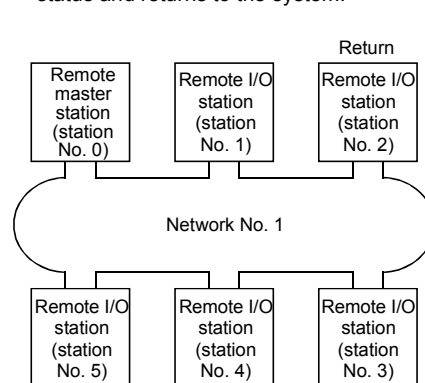 status and returns to the system.
Return
Remote
master
station
(station
No. 0)
Remote I/O
station
(station
No. 1)
Remote I/O
station
(station
No. 2)
Network No. 1
Remote I/O
station
(station
No. 5)
Remote I/O
station
(station
No. 4)
Remote I/O
station
(station
No. 3)